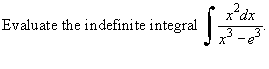 Evaluate the indefinite integral ∫ x²dx / x³ − e³.